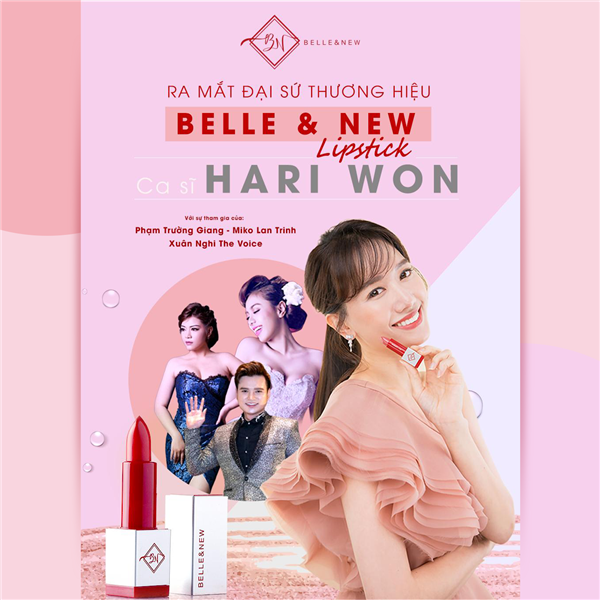 BN
BELLE&NEW
RA MẮT ĐẠI SỨ THƯƠNG HIỆU
BELLE & NEW
Lipstick
Ca sĩ HARI WON
Với sự tham gia của:
Phạm Trường Giang - Miko Lan Trinh
Xuân Nghi The Voice
BN
BELLE&NEW